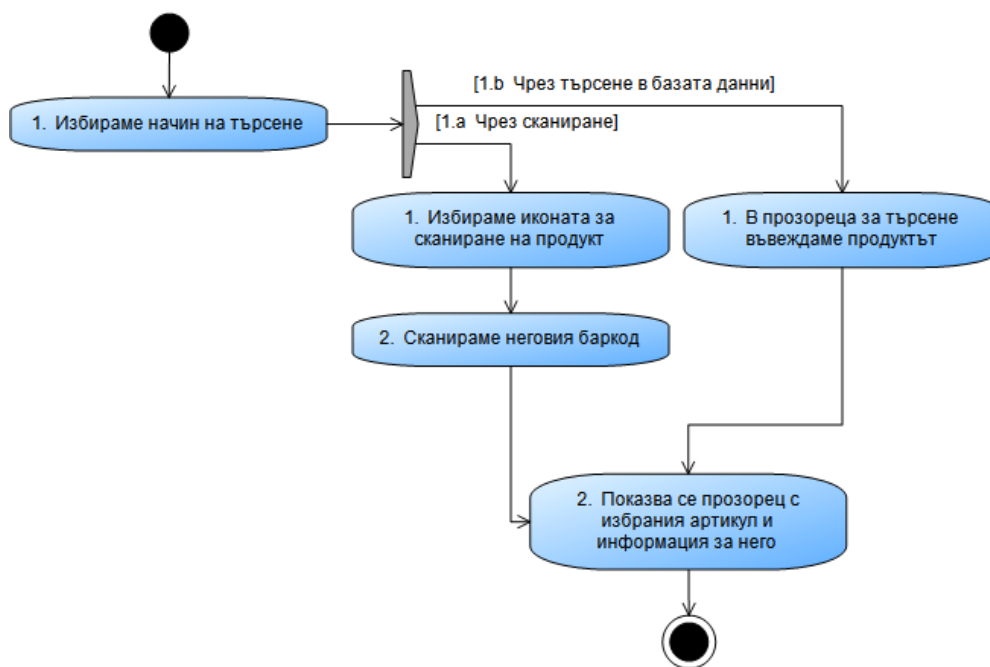 [1.b  Чрез търсене в базата данни]
1.  Избираме начин на търсене
[1.a  Чрез сканиране]
1.  Избираме иконата за
сканиране на продукт
1.  В прозореца за търсене
въвеждаме продуктът
2.  Сканираме неговия баркод
2.  Показва се прозорец с
избрания артикул и
информация за него